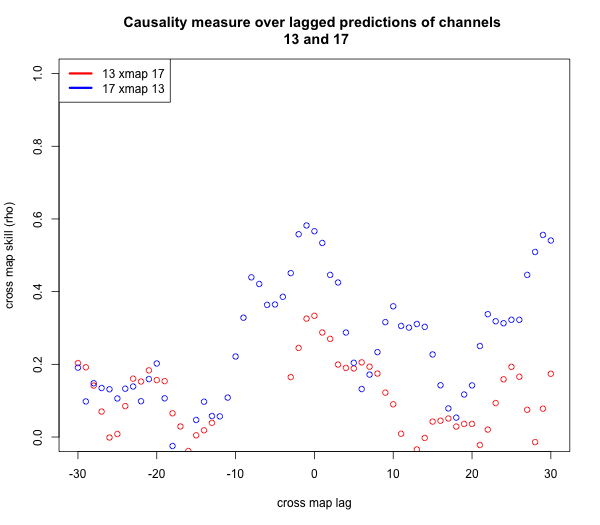 Causality measure over lagged predictions of channels
13 and 17
13 xmap 17
17 xmap 13
cross map skill (rho)
1.0
0.8
0.6
0.4
0.2
0.0
-30 -20 -10 0 10 20 30
cross map lag